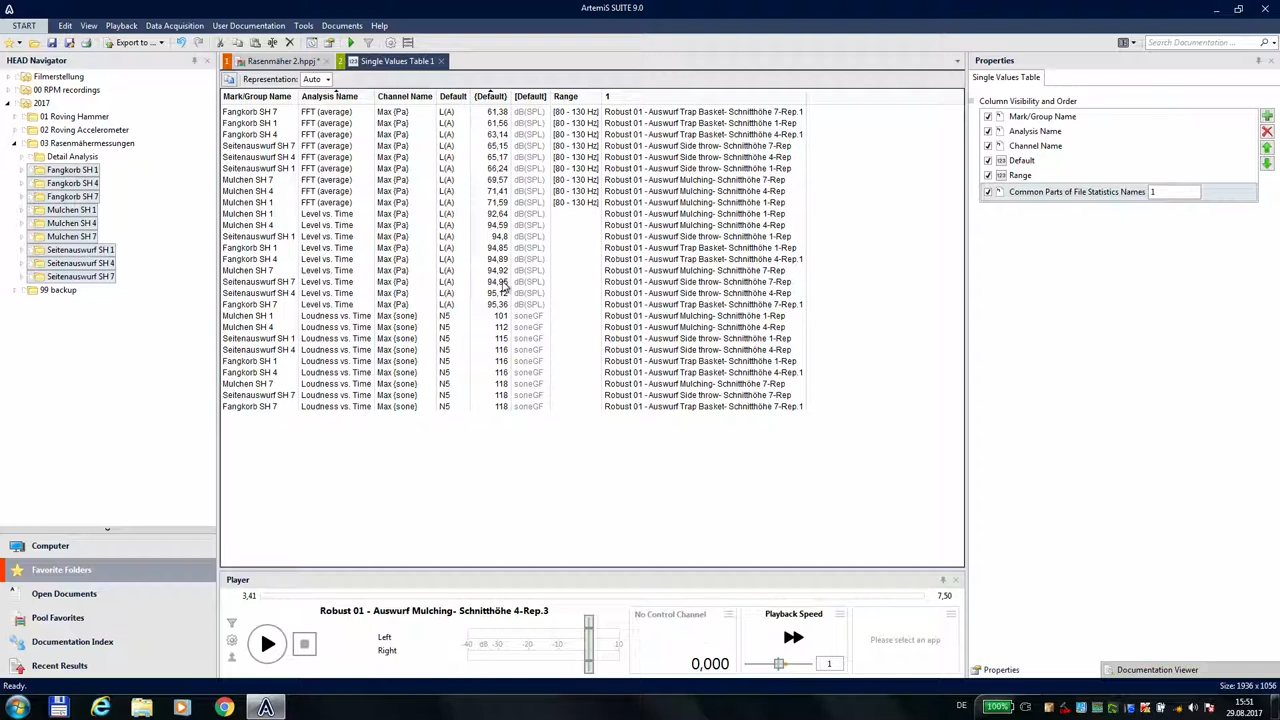 ArtemiS SUITE 9.0
START Edit View Playback Data Acquisition User Documentation Tools Documents Help
Export to ... Search Documentation...
HEAD Navigator
Filmerstellung
00 RPM recordings
2017
01 Roving Hammer
02 Roving Accelerometer
03 Rasenmähermessungen
Detail Analysis
Fangkorb SH 1
Fangkorb SH 4
Fangkorb SH 7
Mulchen SH 1
Mulchen SH 4
Mulchen SH 7
Seitenauswurf SH 1
Seitenauswurf SH 4
Seitenauswurf SH 7
99 backup
Computer
Favorite Folders
Open Documents
Pool Favorites
Documentation Index
Recent Results
1 Rasenmäher 2.hppj * 2 Single Values Table 1
Representation: Auto
Mark/Group Name Analysis Name Channel Name Default {Default} [Default] Range 1
Fangkorb SH 7 FFT (average) Max {Pa} L(A) 61,38 dB(SPL) [80 - 130 Hz] Robust 01 - Auswurf Trap Basket- Schnitthöhe 7-Rep.1
Fangkorb SH 1 FFT (average) Max {Pa} L(A) 61,56 dB(SPL) [80 - 130 Hz] Robust 01 - Auswurf Trap Basket- Schnitthöhe 1-Rep
Fangkorb SH 4 FFT (average) Max {Pa} L(A) 63,14 dB(SPL) [80 - 130 Hz] Robust 01 - Auswurf Trap Basket- Schnitthöhe 4-Rep.1
Seitenauswurf SH 7 FFT (average) Max {Pa} L(A) 65,15 dB(SPL) [80 - 130 Hz] Robust 01 - Auswurf Side throw- Schnitthöhe 7-Rep
Seitenauswurf SH 4 FFT (average) Max {Pa} L(A) 65,17 dB(SPL) [80 - 130 Hz] Robust 01 - Auswurf Side throw- Schnitthöhe 4-Rep
Seitenauswurf SH 1 FFT (average) Max {Pa} L(A) 66,24 dB(SPL) [80 - 130 Hz] Robust 01 - Auswurf Side throw- Schnitthöhe 1-Rep
Mulchen SH 7 FFT (average) Max {Pa} L(A) 69,57 dB(SPL) [80 - 130 Hz] Robust 01 - Auswurf Mulching- Schnitthöhe 7-Rep
Mulchen SH 4 FFT (average) Max {Pa} L(A) 71,41 dB(SPL) [80 - 130 Hz] Robust 01 - Auswurf Mulching- Schnitthöhe 4-Rep
Mulchen SH 1 FFT (average) Max {Pa} L(A) 71,59 dB(SPL) [80 - 130 Hz] Robust 01 - Auswurf Mulching- Schnitthöhe 1-Rep
Mulchen SH 1 Level vs. Time Max {Pa} L(A) 92,64 dB(SPL) Robust 01 - Auswurf Mulching- Schnitthöhe 1-Rep
Mulchen SH 4 Level vs. Time Max {Pa} L(A) 94,59 dB(SPL) Robust 01 - Auswurf Mulching- Schnitthöhe 4-Rep
Seitenauswurf SH 1 Level vs. Time Max {Pa} L(A) 94,8 dB(SPL) Robust 01 - Auswurf Side throw- Schnitthöhe 1-Rep
Fangkorb SH 1 Level vs. Time Max {Pa} L(A) 94,85 dB(SPL) Robust 01 - Auswurf Trap Basket- Schnitthöhe 1-Rep
Fangkorb SH 4 Level vs. Time Max {Pa} L(A) 94,89 dB(SPL) Robust 01 - Auswurf Trap Basket- Schnitthöhe 4-Rep.1
Mulchen SH 7 Level vs. Time Max {Pa} L(A) 94,92 dB(SPL) Robust 01 - Auswurf Mulching- Schnitthöhe 7-Rep
Seitenauswurf SH 7 Level vs. Time Max {Pa} L(A) 94,96 dB(SPL) Robust 01 - Auswurf Side throw- Schnitthöhe 7-Rep
Seitenauswurf SH 4 Level vs. Time Max {Pa} L(A) dB(SPL) Robust 01 - Auswurf Side throw- Schnitthöhe 4-Rep
Fangkorb SH 7 Level vs. Time Max {Pa} L(A) 95,36 dB(SPL) Robust 01 - Auswurf Trap Basket- Schnitthöhe 7-Rep.1
Mulchen SH 1 Loudness vs. Time Max {sone} N5 101 soneGF Robust 01 - Auswurf Mulching- Schnitthöhe 1-Rep
Mulchen SH 4 Loudness vs. Time Max {sone} N5 112 soneGF Robust 01 - Auswurf Mulching- Schnitthöhe 4-Rep
Seitenauswurf SH 1 Loudness vs. Time Max {sone} N5 115 soneGF Robust 01 - Auswurf Side throw- Schnitthöhe 1-Rep
Seitenauswurf SH 4 Loudness vs. Time Max {sone} N5 116 soneGF Robust 01 - Auswurf Side throw- Schnitthöhe 4-Rep
Fangkorb SH 1 Loudness vs. Time Max {sone} N5 116 soneGF Robust 01 - Auswurf Trap Basket- Schnitthöhe 1-Rep
Fangkorb SH 4 Loudness vs. Time Max {sone} N5 116 soneGF Robust 01 - Auswurf Trap Basket- Schnitthöhe 4-Rep.1
Mulchen SH 7 Loudness vs. Time Max {sone} N5 118 soneGF Robust 01 - Auswurf Mulching- Schnitthöhe 7-Rep
Seitenauswurf SH 7 Loudness vs. Time Max {sone} N5 118 soneGF Robust 01 - Auswurf Side throw- Schnitthöhe 7-Rep
Fangkorb SH 7 Loudness vs. Time Max {sone} N5 118 soneGF Robust 01 - Auswurf Trap Basket- Schnitthöhe 7-Rep.1
Player
3,41 7,50
Robust 01 - Auswurf Mulching- Schnitthöhe 4-Rep.3
Left
Right
-40 dB -30 -20 -10 0 10
No Control Channel
0,000
Playback Speed
1
Please select an app
Properties
Single Values Table
Column Visibility and Order
Mark/Group Name
Analysis Name
Channel Name
Default
Range
Common Parts of File Statistics Names 1
Properties Documentation Viewer
Ready. Size: 1936 x 1056
DE 100% 15:51
29.08.2017